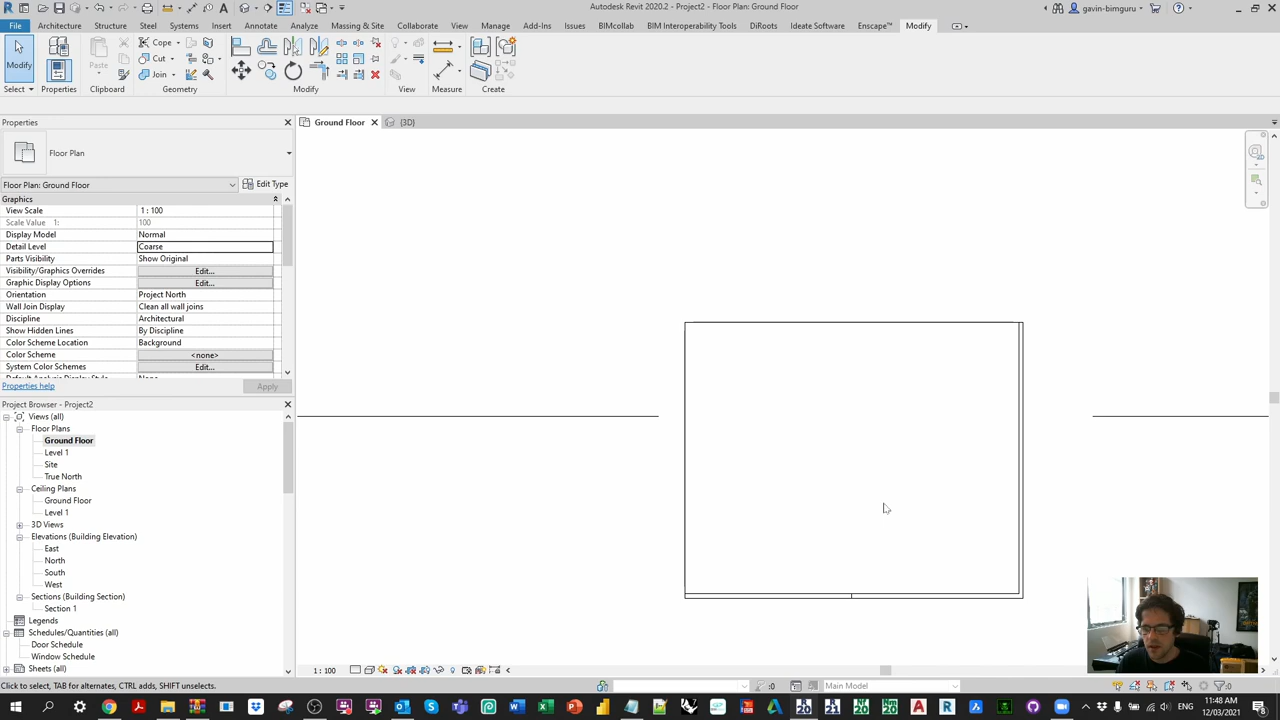 Autodesk Revit 2020.2 - Project2 - Floor Plan: Ground Floor
gavin-bimguru
File Architecture Structure Steel Systems Insert Annotate Analyze Massing & Site Collaborate View Manage Add-Ins Issues BIMcollab BIM Interoperability Tools DiRoots Ideate Software Enscape™ Modify
Modify Paste Cope Cut Join
Select Properties Clipboard Geometry Modify View Measure Create
Properties
Ground Floor {3D}
Floor Plan
Floor Plan: Ground Floor Edit Type
Graphics
View Scale 1 : 100
Scale Value 1: 100
Display Model Normal
Detail Level Coarse
Parts Visibility Show Original
Visibility/Graphics Overrides Edit...
Graphic Display Options Edit...
Orientation Project North
Wall Join Display Clean all wall joins
Discipline Architectural
Show Hidden Lines By Discipline
Color Scheme Location Background
Color Scheme <none>
System Color Schemes Edit...
Properties help Apply
Project Browser - Project2
Views (all)
Floor Plans
Ground Floor
Level 1
Site
True North
Ceiling Plans
Ground Floor
Level 1
3D Views
Elevations (Building Elevation)
East
North
South
West
Sections (Building Section)
Section 1
Legends
Schedules/Quantities (all)
Door Schedule
Window Schedule
Sheets (all)
1 : 100
Click to select, TAB for alternates, CTRL adds, SHIFT unselects.
:0 Main Model :0
11:48 AM
12/03/2021